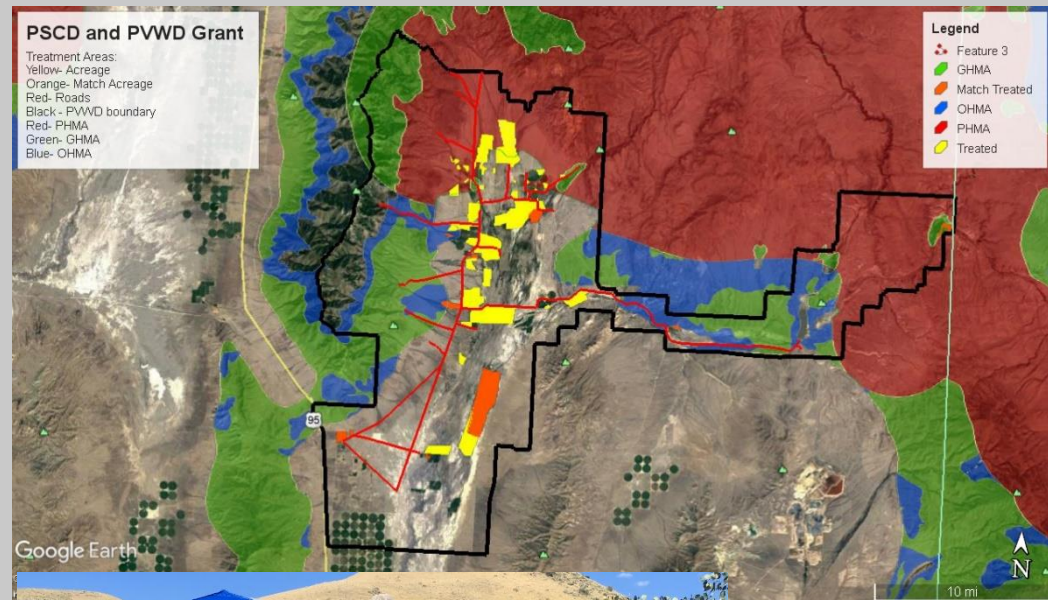 PSCD and PVWD Grant
Treatment Areas:
Yellow- Acreage
Orange- Match Acreage
Red- Roads
Black - PVWD boundary
Red- PHMA
Green- GHMA
Blue- OHMA
Legend
Feature 3
GHMA
Match Treated
OHMA
PHMA
Treated
95
Google Earth
N
10 mi